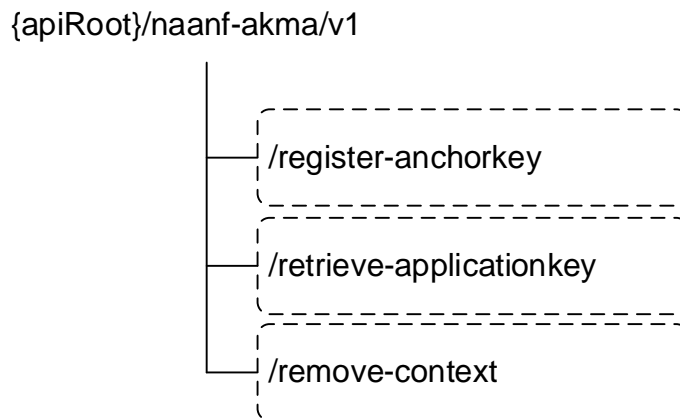 {apiRoot}/naanf-akma/v1
/register-anchorkey
/retrieve-applicationkey
/remove-context